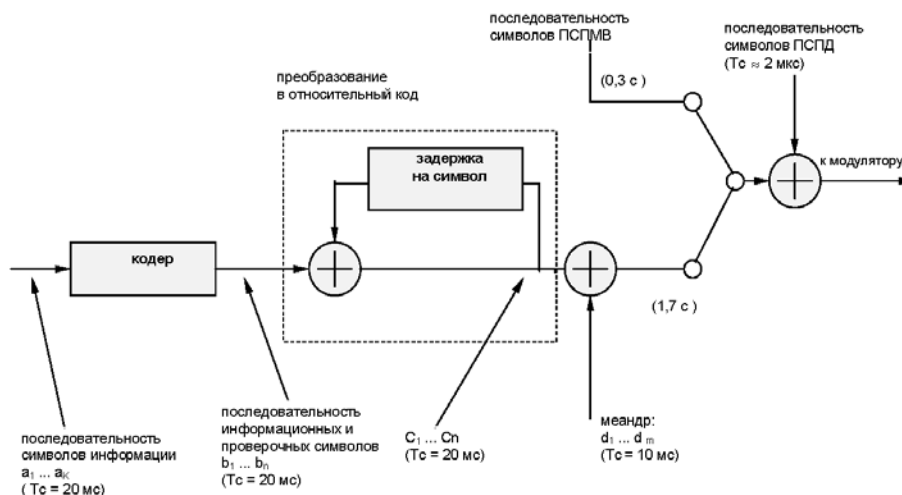 последовательность
символов ПСПМВ
последовательность
символов ПСПД
(Тс ≈ 2 мкс)
преобразование
в относительный код
(0,3 с )
задержка
на символ
к модулятору
кодер
(1,7 с )
последовательность
символов информации
a₁ ... aₖ
( Тс = 20 мс)
последовательность
информационных и
проверочных символов
b₁ ... bₙ
(Тс = 20 мс)
C₁ ... Cn
(Тс = 20 мс)
меандр:
d₁ ... d ₘ
(Тс = 10 мс)